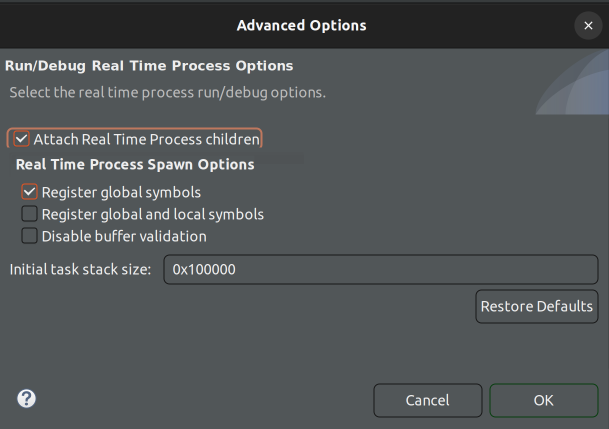 Advanced Options
Run/Debug Real Time Process Options
Select the real time process run/debug options.
Attach Real Time Process children
Real Time Process Spawn Options
Register global symbols
Register global and local symbols
Disable buffer validation
Initial task stack size: 0x100000
Restore Defaults
Cancel OK